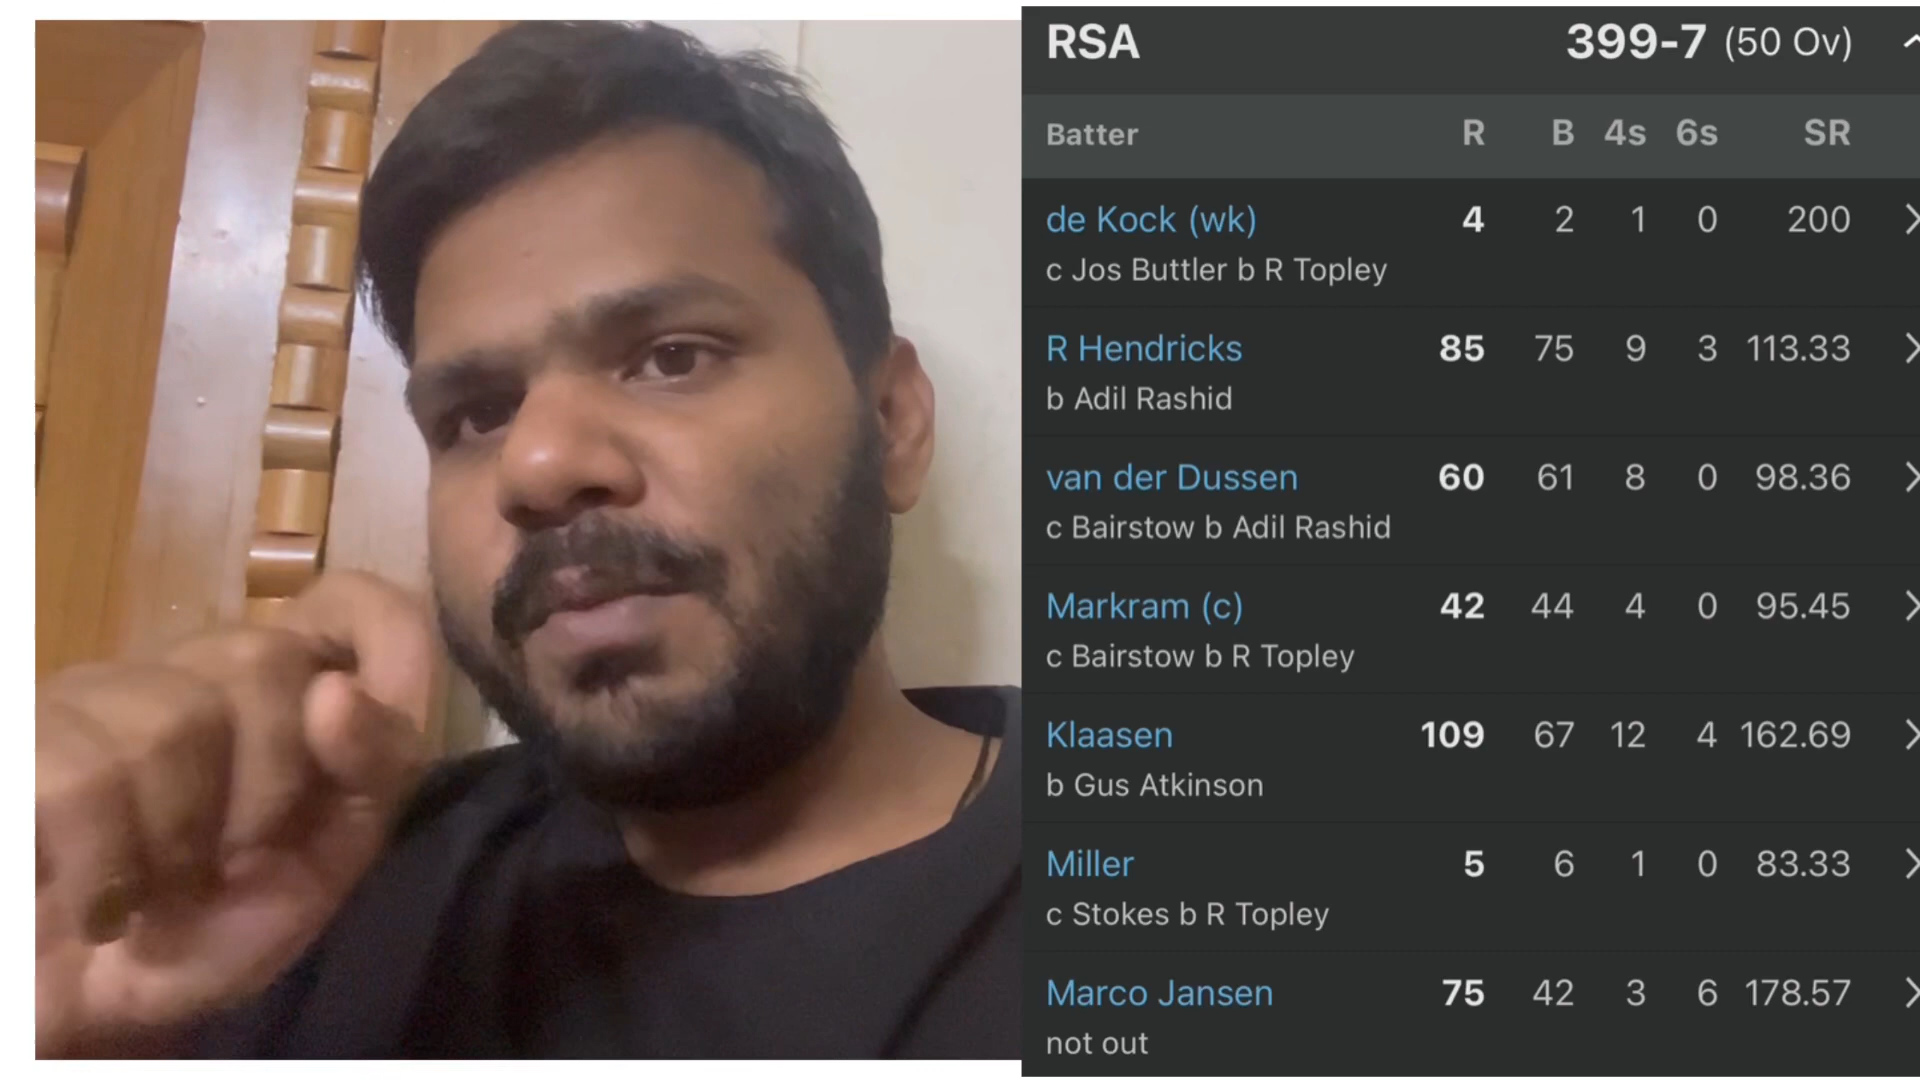 RSA 399-7 (50 Ov)
Batter R B 4s 6s SR
de Kock (wk) 4 2 1 0 200
c Jos Buttler b R Topley
R Hendricks 85 75 9 3 113.33
b Adil Rashid
van der Dussen 60 61 8 0 98.36
c Bairstow b Adil Rashid
Markram (c) 42 44 4 0 95.45
c Bairstow b R Topley
Klaasen 109 67 12 4 162.69
b Gus Atkinson
Miller 5 6 1 0 83.33
c Stokes b R Topley
Marco Jansen 75 42 3 6 178.57
not out